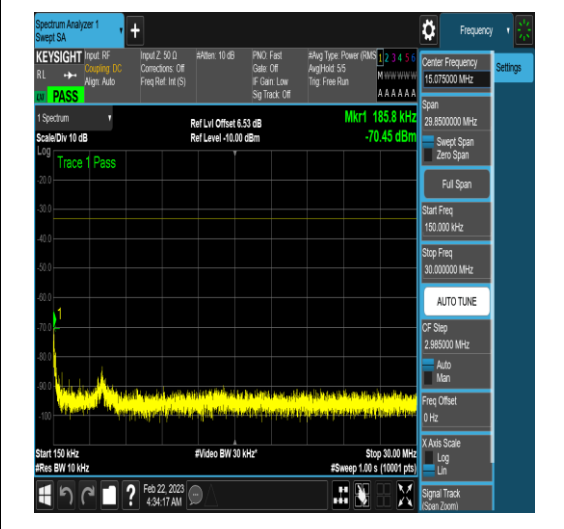 Spectrum Analyzer 1
Swept SA
Frequency
KEYSIGHT
RL
PASS
Input: RF
Coupling: DC
Align: Auto
Input Z: 50 Ω
Corrections: Off
Freq Ref: Int (S)
#Atten: 10 dB
PNO: Fast
Gate: Off
IF Gain: Low
Sig Track: Off
#Avg Type: Power (RMS
Avg|Hold: 5/5
Trig: Free Run
1 2 3 4 5 6
M W W W W W
A A A A A A
1 Spectrum
Scale/Div 10 dB
Ref Lvl Offset 6.53 dB
Ref Level -10.00 dBm
Mkr1 185.8 kHz
-70.45 dBm
Log
Trace 1 Pass
-20.0
-30.0
-40.0
-50.0
-60.0
-70.0
-80.0
-90.0
-100
1
Start 150 kHz
#Res BW 10 kHz
#Video BW 30 kHz*
Stop 30.00 MHz
#Sweep 1.00 s (10001 pts)
Feb 22, 2023
4:34:17 AM
Center Frequency
15.075000 MHz
Span
29.8500000 MHz
Swept Span
Zero Span
Full Span
Start Freq
150.000 kHz
Stop Freq
30.000000 MHz
AUTO TUNE
CF Step
2.985000 MHz
Auto
Man
Freq Offset
0 Hz
X Axis Scale
Log
Lin
Signal Track
(Span Zoom)
Settings